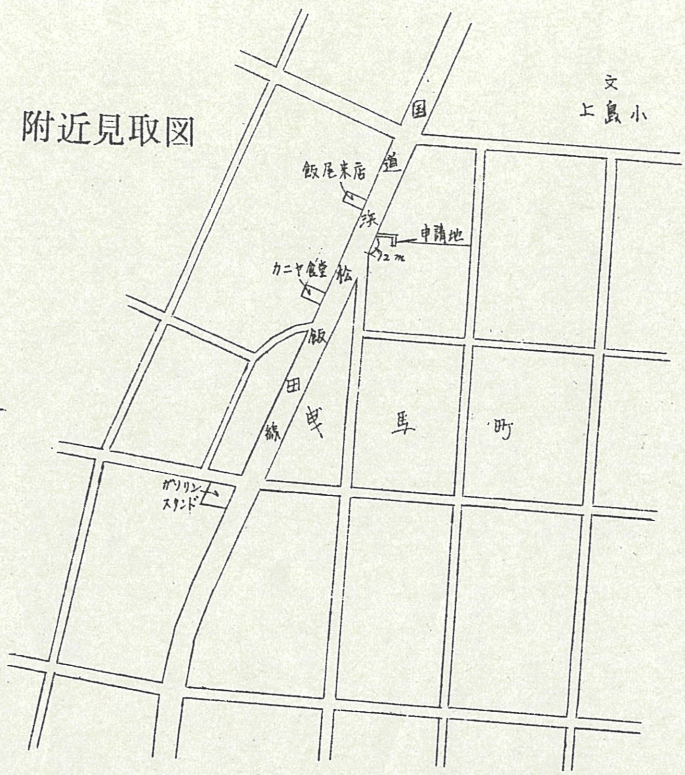 附近見取図
文
上島小
国道浜松飯田線
飯尾米店
申請地
2m
カニヤ食堂
曳馬町
ガソリン
スタンド